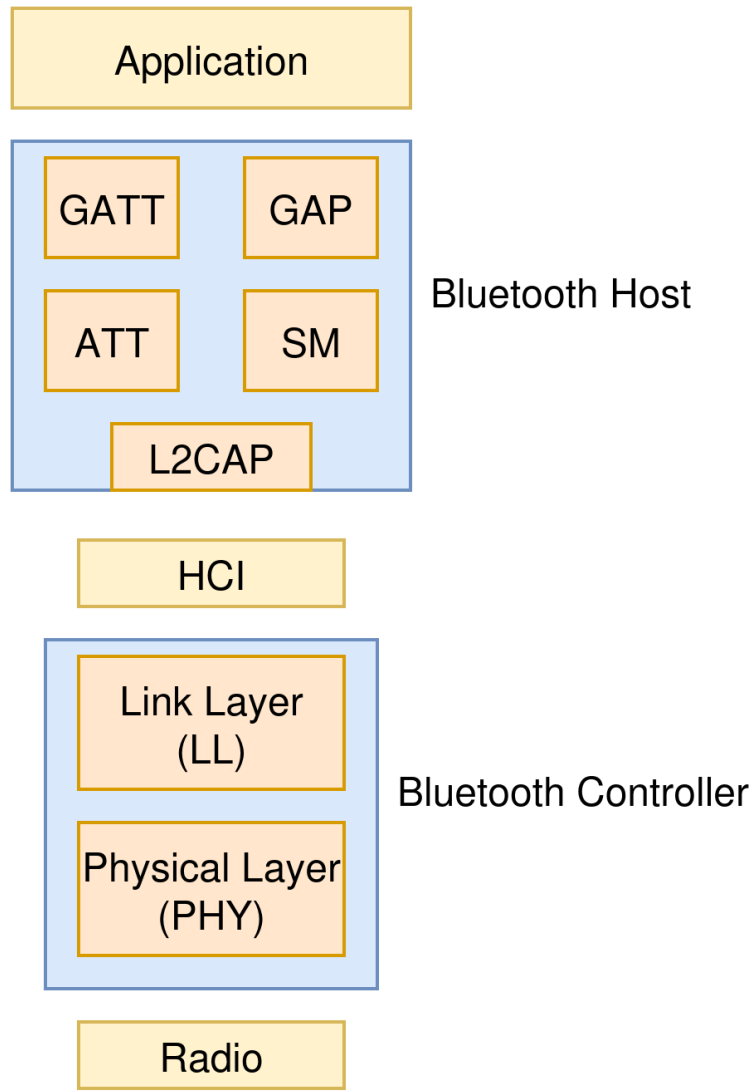 Application
GATT
GAP
Bluetooth Host
ATT
SM
L2CAP
HCI
Link Layer
(LL)
Bluetooth Controller
Physical Layer
(PHY)
Radio